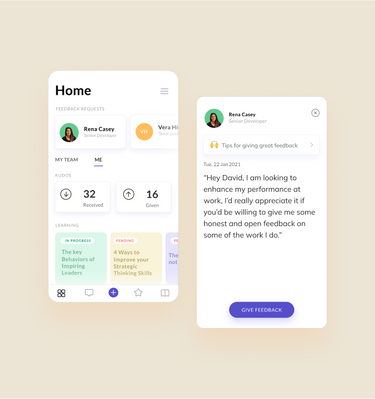 Home
FEEDBACK REQUESTS
Rena Casey
Senior Developer
VH
Vera Hi
MY TEAM ME
KUDOS
32
Received
16
Given
LEARNING
IN PROGRESS
The key
Behaviors of
Inspiring
Leaders
PENDING
4 Ways to
Improve your
Strategic
Thinking Skills
The
not
Rena Casey
Senior Developer
Tips for giving great feedback
Tue, 22 Jan 2021
“Hey David, I am looking to
enhance my performance at
work, I’d really appreciate it if
you’d be willing to give me some
honest and open feedback on
some of the work I do.”
GIVE FEEDBACK